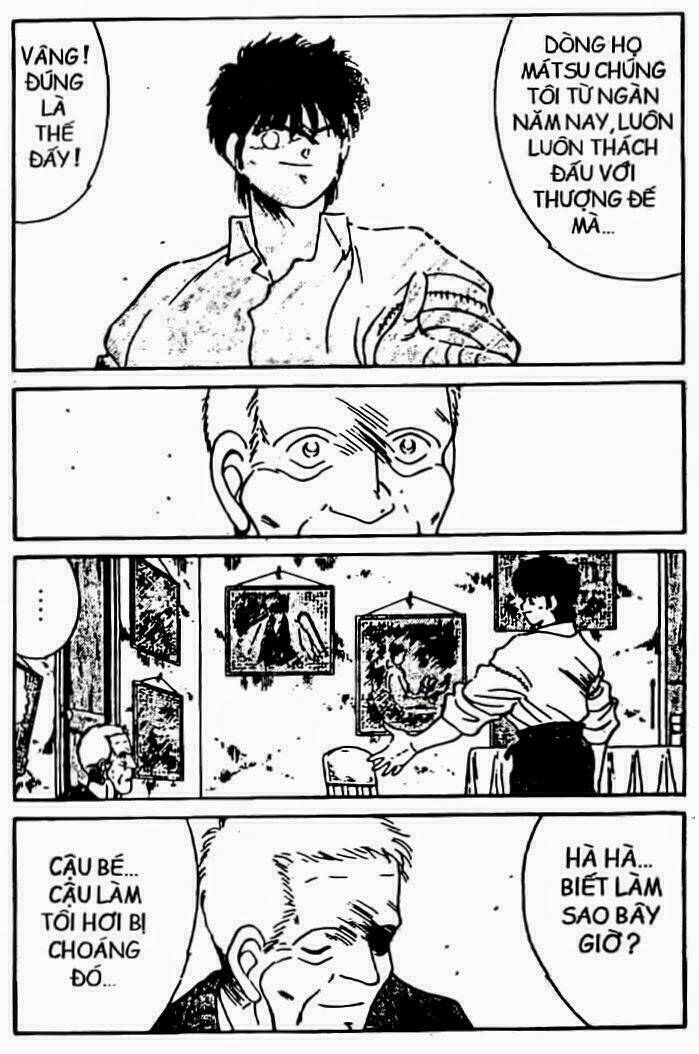 DÒNG HỌ
MÁTSU CHÚNG
TÔI TỪ NGÀN
NĂM NAY, LUÔN
LUÔN THÁCH
ĐẤU VỚI
THƯỢNG ĐẾ
MÀ...
VÂNG!
ĐÚNG
LÀ
THẾ
ĐẤY!
....
HÀ HÀ...
BIẾT LÀM
SAO BÂY
GIỜ?
CẬU BÉ...
CẬU LÀM
TÔI HƠI BỊ
CHOÁNG
ĐÓ...